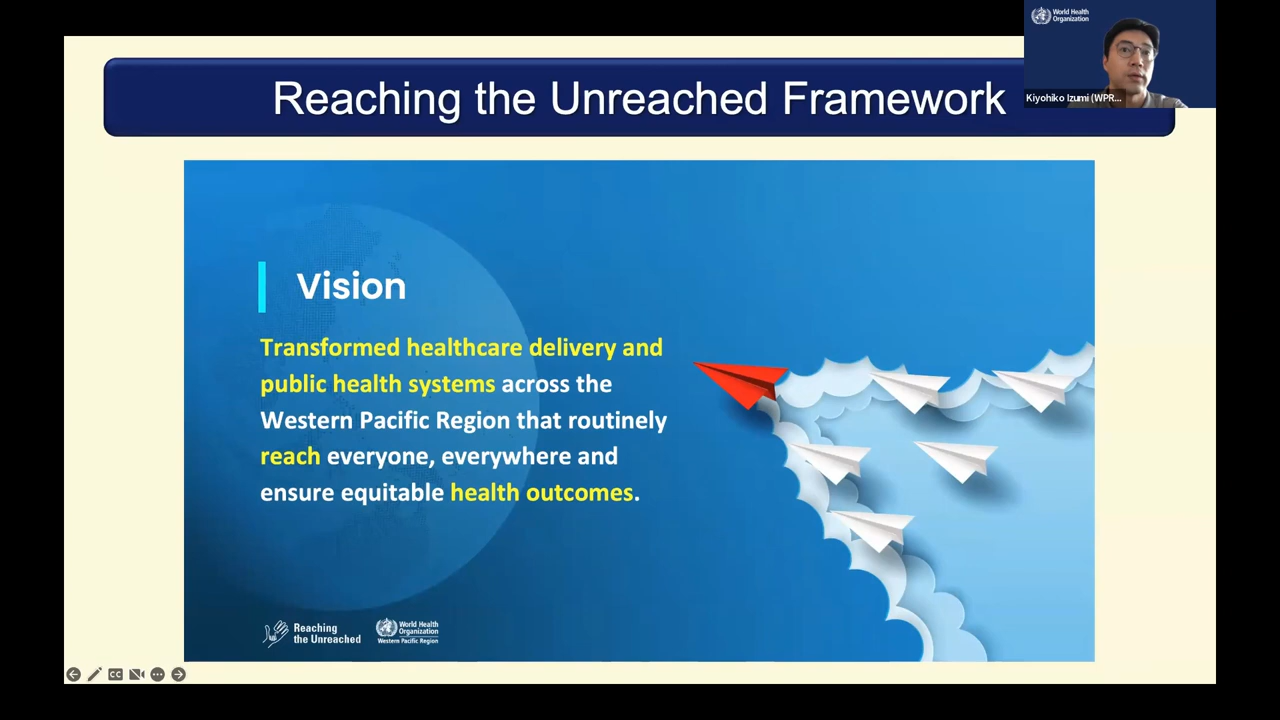 World Health
Organization
Kiyohiko Izumi (WPR...
Reaching the Unreached Framework
Vision
Transformed healthcare delivery and
public health systems across the
Western Pacific Region that routinely
reach everyone, everywhere and
ensure equitable health outcomes.
Reaching
the Unreached
World Health
Organization
Western Pacific Region
CC